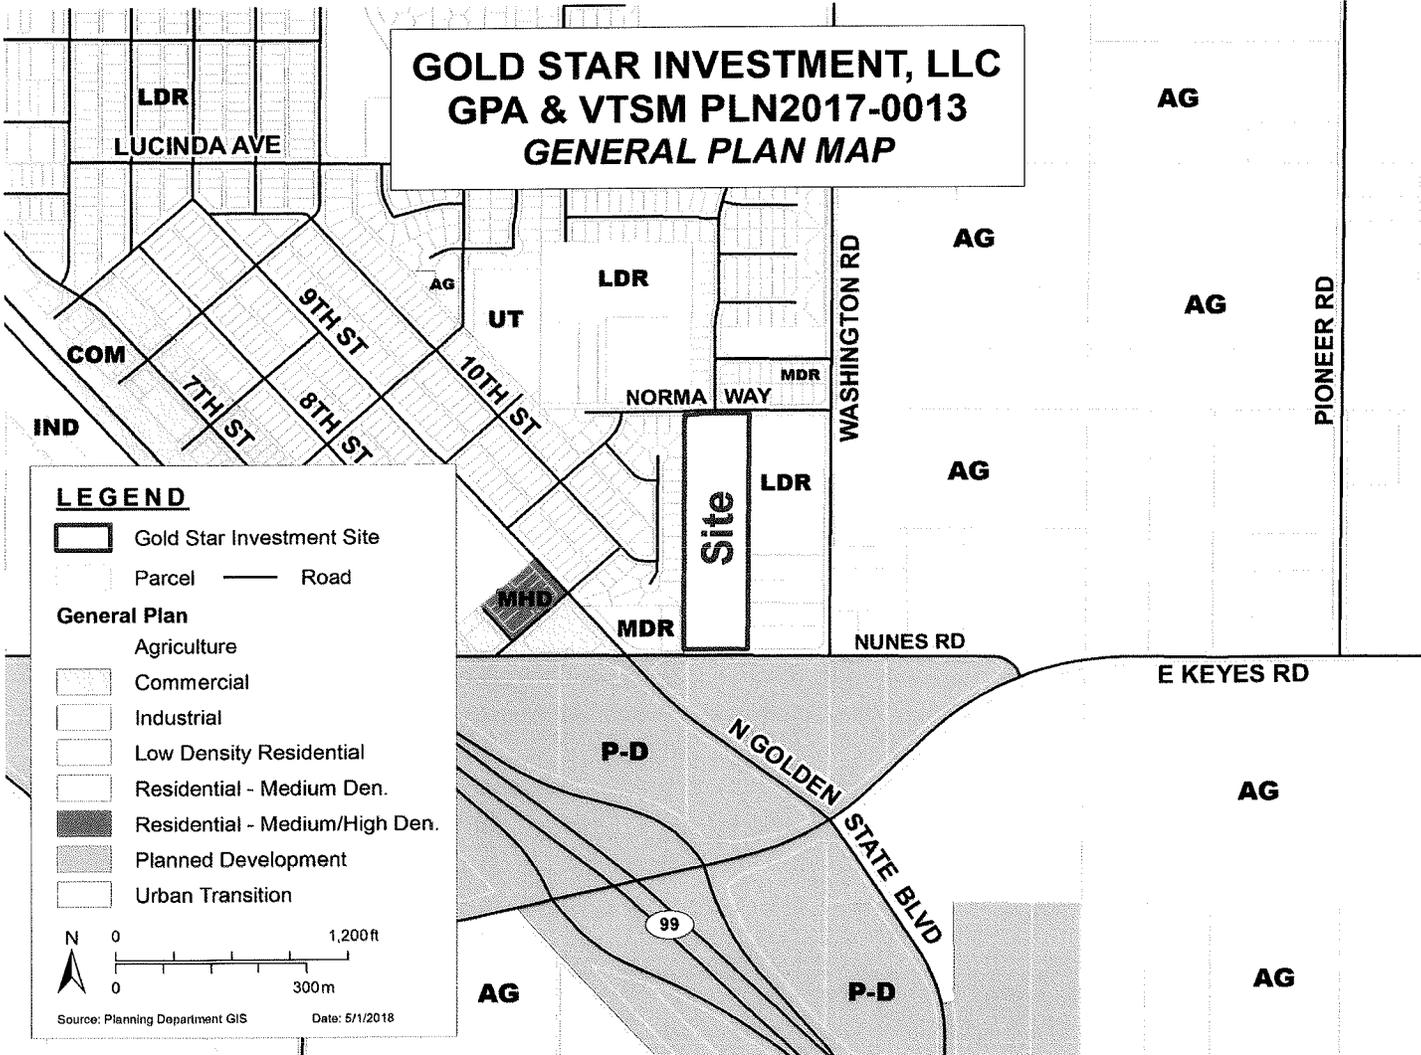 GOLD STAR INVESTMENT, LLC
GPA & VTSM PLN2017-0013
GENERAL PLAN MAP
LDR
LUCINDA AVE
AG
AG
AG
LDR
AG
UT
WASHINGTON RD
PIONEER RD
9TH ST
COM
10TH ST
MDR
7TH ST
8TH ST
NORMA WAY
IND
AG
LDR
Site
MHD
MDR
NUNES RD
E KEYES RD
P-D
N GOLDEN STATE BLVD
AG
99
AG
P-D
AG
LEGEND
Gold Star Investment Site
Parcel
Road
General Plan
Agriculture
Commercial
Industrial
Low Density Residential
Residential - Medium Den.
Residential - Medium/High Den.
Planned Development
Urban Transition
N
0 1,200 ft
0 300 m
Source: Planning Department GIS Date: 5/1/2018